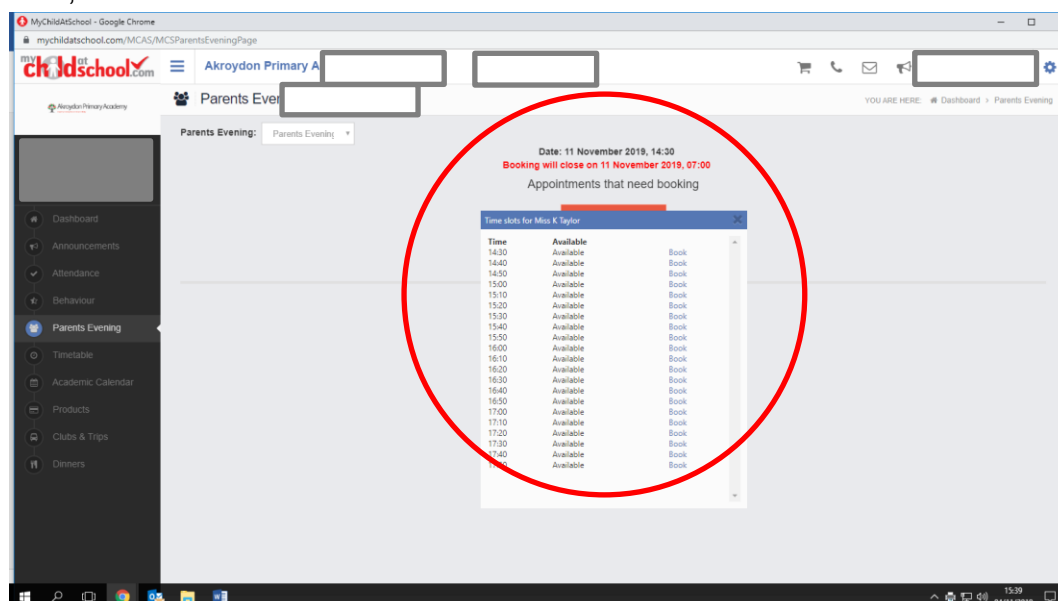 MyChildAtSchool - Google Chrome
mychildatschool.com/MCAS/MCSParentsEveningPage
my child at school.com
Akroydon Primary A
Akroydon Primary Academy
Parents Even
YOU ARE HERE: Dashboard > Parents Evening
Parents Evening: Parents Evening
Date: 11 November 2019, 14:30
Booking will close on 11 November 2019, 07:00
Appointments that need booking
Dashboard
Announcements
Attendance
Behaviour
Parents Evening
Timetable
Academic Calendar
Products
Clubs & Trips
Dinners
Time slots for Miss K Taylor
Time Available
14:30 Available Book
14:40 Available Book
14:50 Available Book
15:00 Available Book
15:10 Available Book
15:20 Available Book
15:30 Available Book
15:40 Available Book
15:50 Available Book
16:00 Available Book
16:10 Available Book
16:20 Available Book
16:30 Available Book
16:40 Available Book
16:50 Available Book
17:00 Available Book
17:10 Available Book
17:20 Available Book
17:30 Available Book
17:40 Available Book
Available Book
15:39